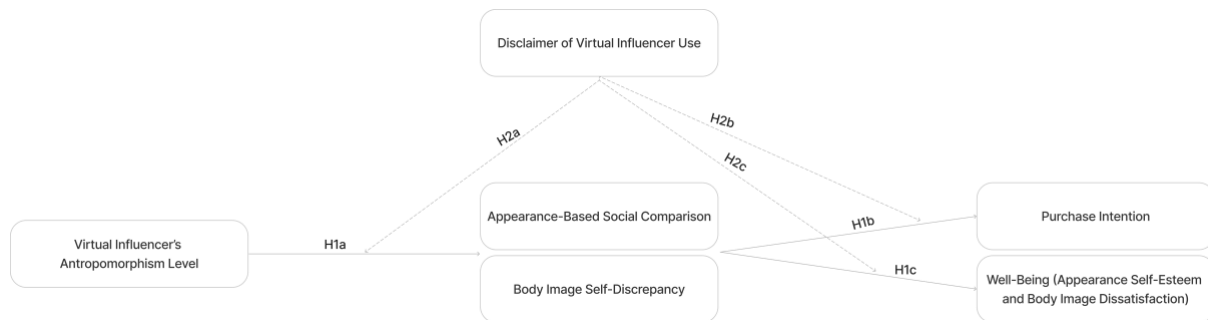 Disclaimer of Virtual Influencer Use
H2a
H2b
H2c
Appearance-Based Social Comparison
Body Image Self-Discrepancy
Virtual Influencer's
Antropomorphism Level
H1a
H1b
H1c
Purchase Intention
Well-Being (Appearance Self-Esteem
and Body Image Dissatisfaction)